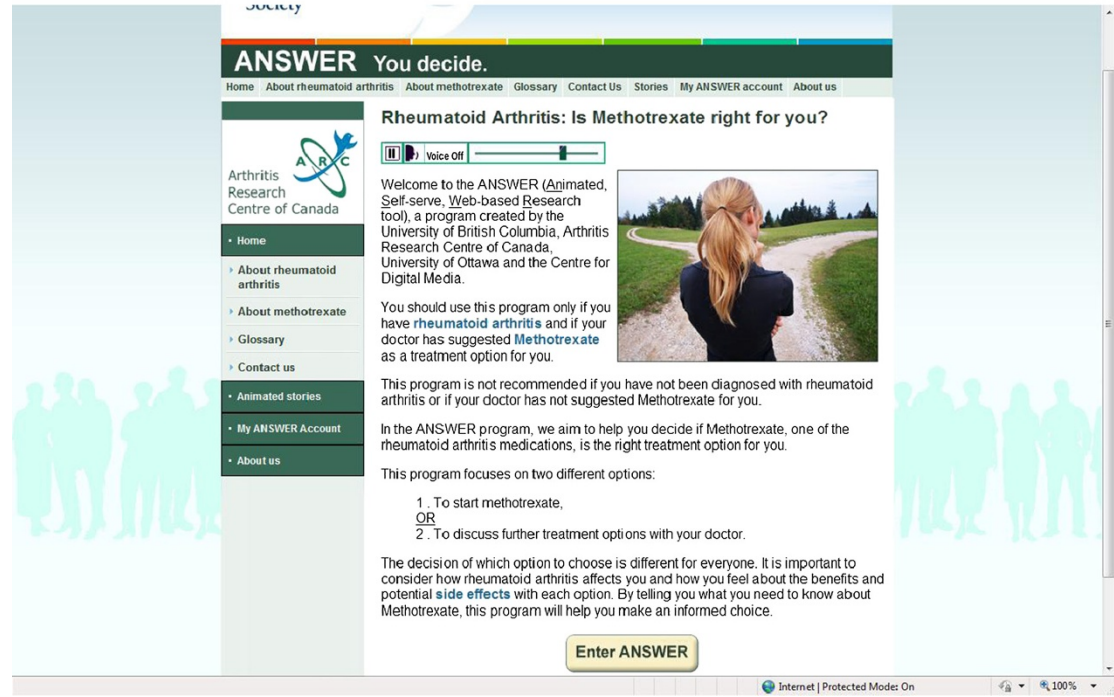 Society
ANSWER You decide.
Home About rheumatoid arthritis About methotrexate Glossary Contact Us Stories My ANSWER account About us
ARC
Arthritis
Research
Centre of Canada
Home
About rheumatoid
arthritis
About methotrexate
Glossary
Contact us
Animated stories
My ANSWER Account
About us
Rheumatoid Arthritis: Is Methotrexate right for you?
Voice Off
Welcome to the ANSWER (Animated,
Self-serve, Web-based Research
tool), a program created by the
University of British Columbia, Arthritis
Research Centre of Canada,
University of Ottawa and the Centre for
Digital Media.
You should use this program only if you
have rheumatoid arthritis and if your
doctor has suggested Methotrexate
as a treatment option for you.
This program is not recommended if you have not been diagnosed with rheumatoid
arthritis or if your doctor has not suggested Methotrexate for you.
In the ANSWER program, we aim to help you decide if Methotrexate, one of the
rheumatoid arthritis medications, is the right treatment option for you.
This program focuses on two different options:
1 . To start methotrexate,
OR
2 . To discuss further treatment options with your doctor.
The decision of which option to choose is different for everyone. It is important to
consider how rheumatoid arthritis affects you and how you feel about the benefits and
potential side effects with each option. By telling you what you need to know about
Methotrexate, this program will help you make an informed choice.
Enter ANSWER
Internet | Protected Mode: On
100%